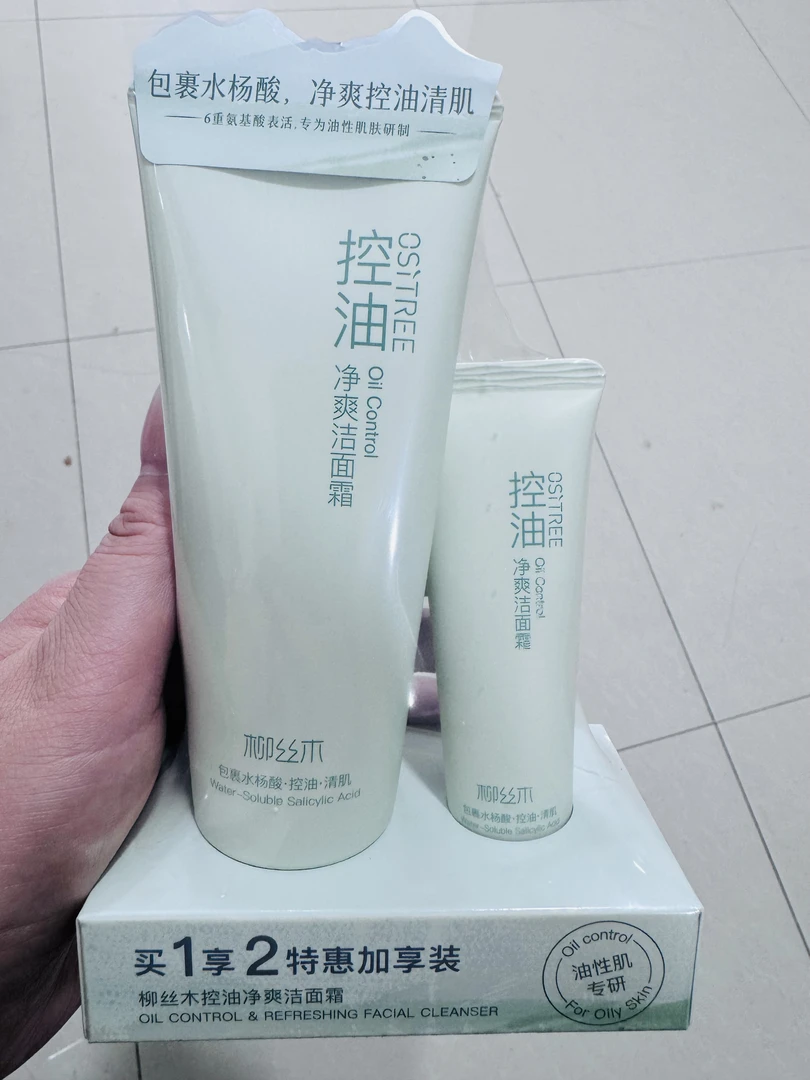 包裹水杨酸，净爽控油清肌
6重氨基酸表活,专为油性肌肤研制
OSITREE
控油
Oil Control
净爽洁面霜
柳丝木
包裹水杨酸·控油·清肌
Water-Soluble Salicylic Acid
OSITREE
控油
Oil Control
净爽洁面霜
柳丝木
包裹水杨酸·控油·清肌
Water-Soluble Salicylic Acid
买1享2特惠加享装
柳丝木控油净爽洁面霜
OIL CONTROL & REFRESHING FACIAL CLEANSER
Oil control
油性肌
专研
For Oily Skin